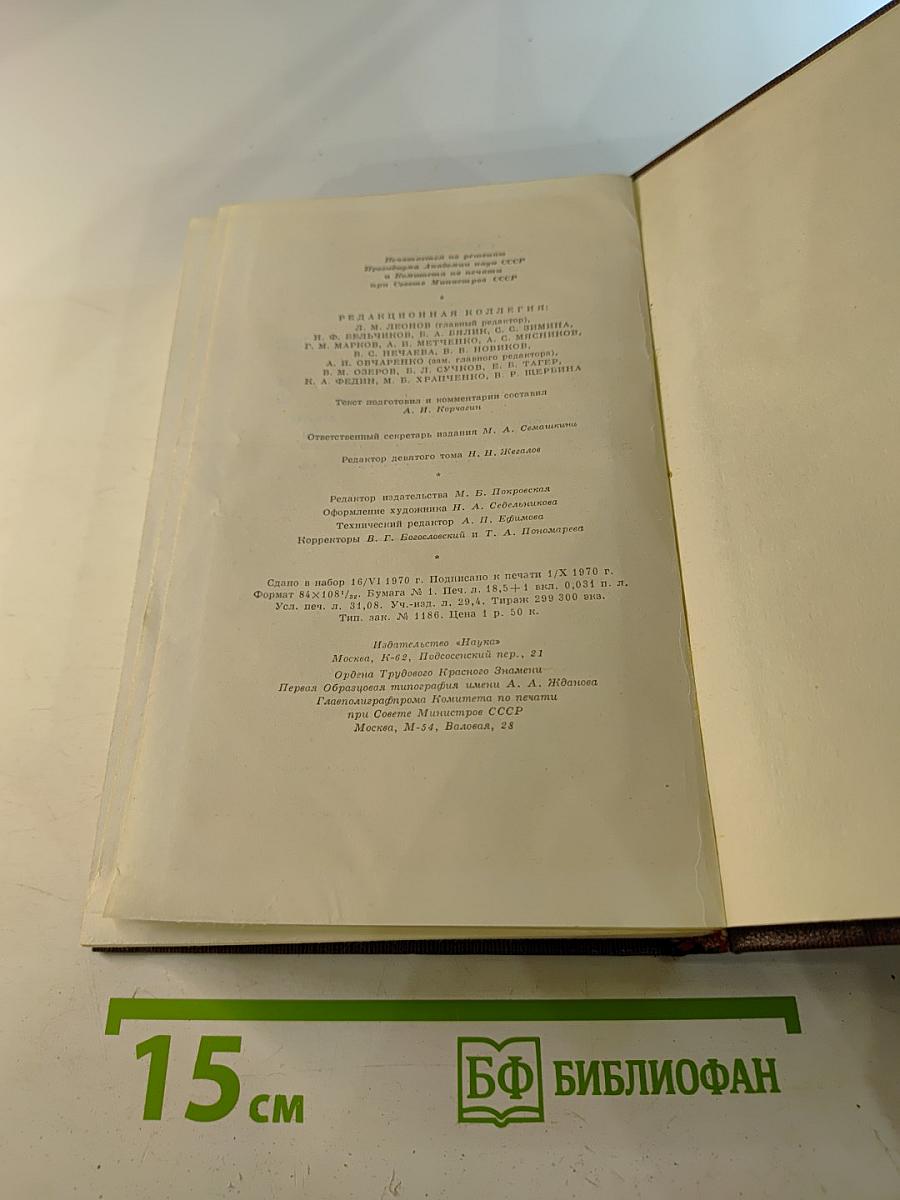 Печатается по решению
Президиума Академии наук СССР
и Комитета по печати
при Совете Министров СССР
*
РЕДАКЦИОННАЯ КОЛЛЕГИЯ:
Л. М. ЛЕОНОВ (главный редактор),
Н. Ф. БЕЛЬЧИКОВ, Б. А. БЯЛИК, С. С. ЗИМИНА,
Г. М. МАРКОВ, А. И. МЕТЧЕНКО, А. С. МЯСНИКОВ,
В. С. НЕЧАЕВА, В. В. НОВИКОВ,
А. И. ОВЧАРЕНКО (зам. главного редактора),
В. М. ОЗЕРОВ, Б. Л. СУЧКОВ, Е. Б. ТАГЕР,
К. А. ФЕДИН, М. Б. ХРАПЧЕНКО, В. Р. ЩЕРБИНА
Текст подготовил и комментарии составил
А. И. Корчагин
Ответственный секретарь издания М. А. Семашкина
Редактор девятого тома Н. Н. Жегалов
*
Редактор издательства М. Б. Покровская
Оформление художника Н. А. Седельникова
Технический редактор А. П. Ефимова
Корректоры В. Г. Богословский и Т. А. Пономарева
*
Сдано в набор 16/VI 1970 г. Подписано к печати 1/X 1970 г.
Формат 84×108¹/₃₂. Бумага № 1. Печ. л. 18,5+1 вкл. 0,031 п. л.
Усл. печ. л. 31,08. Уч.-изд. л. 29,4. Тираж 299 300 экз.
Тип. зак. № 1186. Цена 1 р. 50 к.
Издательство «Наука»
Москва, К-62, Подсосенский пер., 21
Ордена Трудового Красного Знамени
Первая Образцовая типография имени А. А. Жданова
Главполиграфпрома Комитета по печати
при Совете Министров СССР
Москва, М-54, Валовая, 28
15 см
БФ БИБЛИОФАН